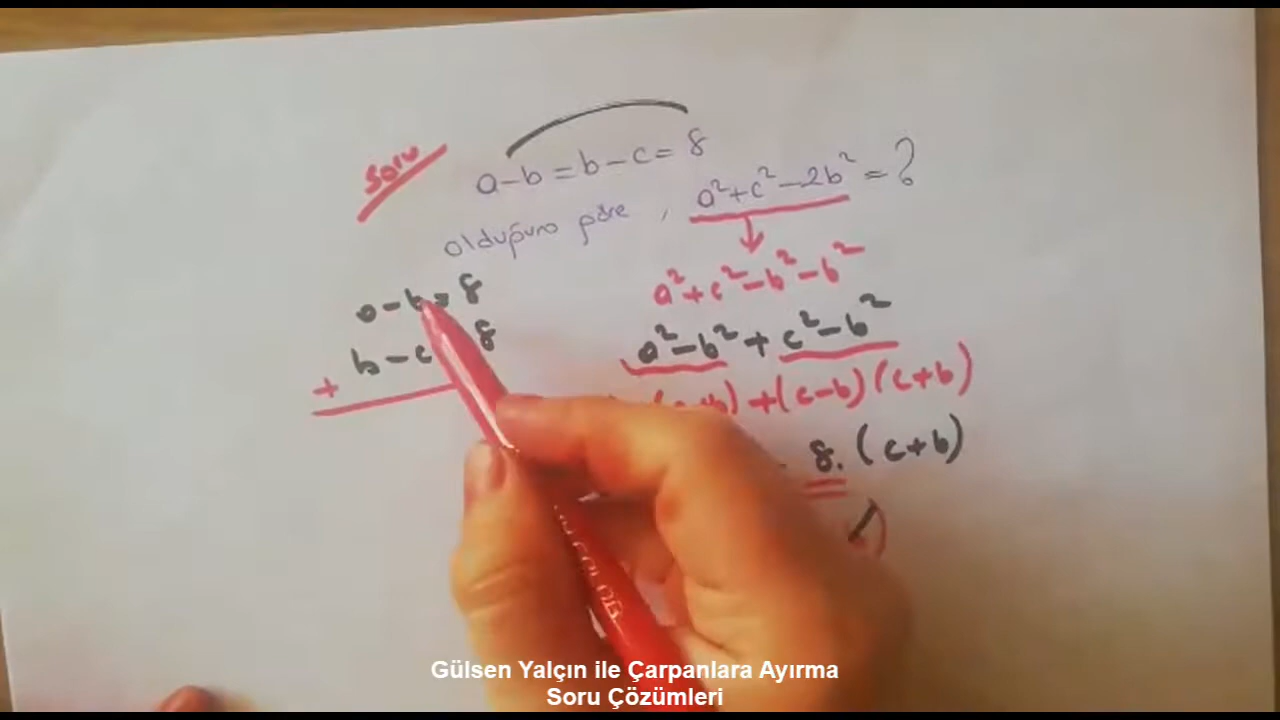 Soru
a-b=b-c=8
olduğuna göre, a²+c²-2b²=?
a²+c²-b²-b²
a-b=8
a²-b²+c²-b²
b-c 8
+
)+(c-b)(c+b)
8.(c+b)
Gülsen Yalçın ile Çarpanlara Ayırma
Soru Çözümleri